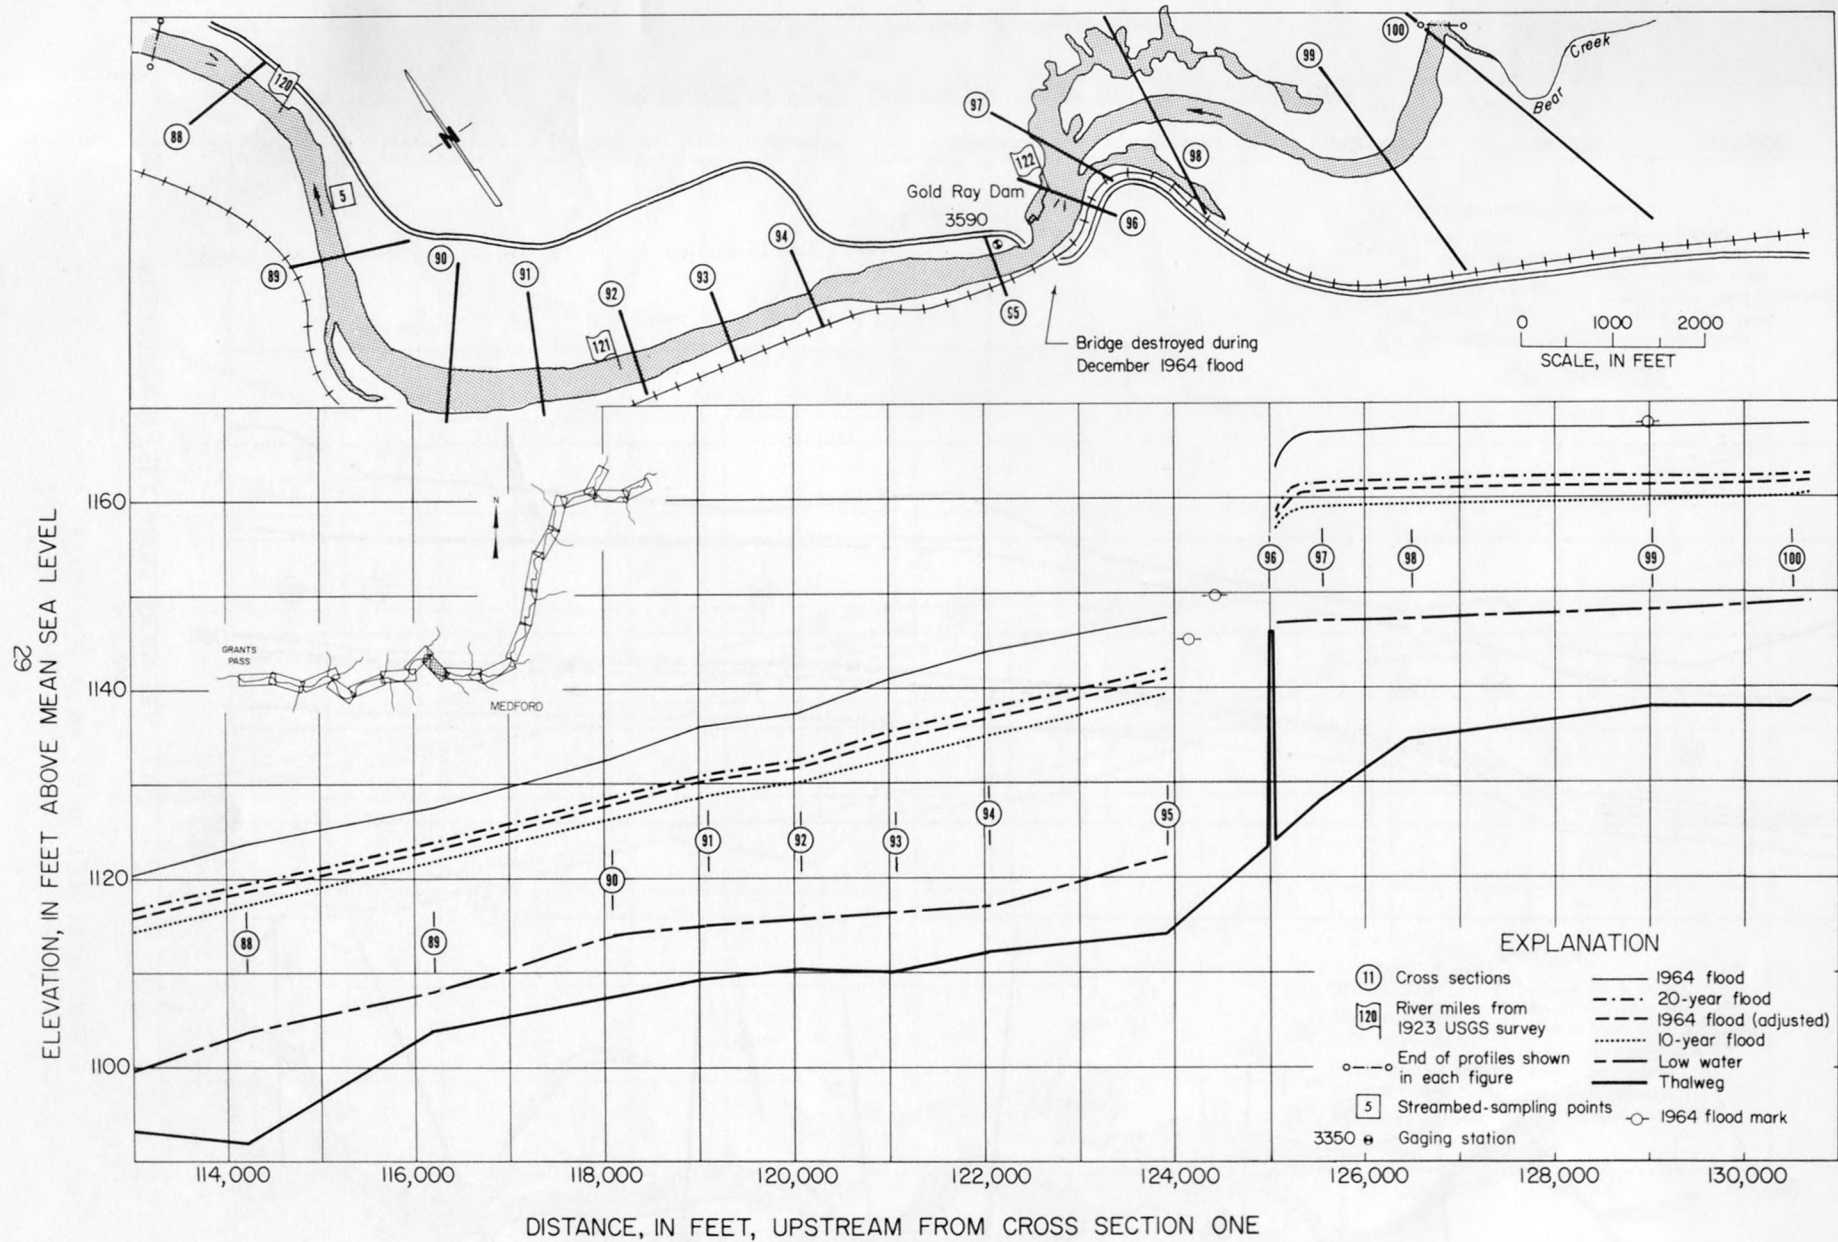 100
99
Creek
Bear
97
120
88
98
122
5
Gold Ray Dam
3590
96
94
90
89
91
93
92
95
121
Bridge destroyed during
December 1964 flood
0 1000 2000
SCALE, IN FEET
1160
N
96 97 98 99 100
GRANTS
PASS
1140
MEDFORD
94 95
91 92 93
1120
90
88 89
ELEVATION, IN FEET ABOVE MEAN SEA LEVEL
29
1100
EXPLANATION
11 Cross sections
120 River miles from
1923 USGS survey
End of profiles shown
in each figure
5 Streambed-sampling points
3350 Gaging station
1964 flood
20-year flood
1964 flood (adjusted)
10-year flood
Low water
Thalweg
1964 flood mark
114,000 116,000 118,000 120,000 122,000 124,000 126,000 128,000 130,000
DISTANCE, IN FEET, UPSTREAM FROM CROSS SECTION ONE